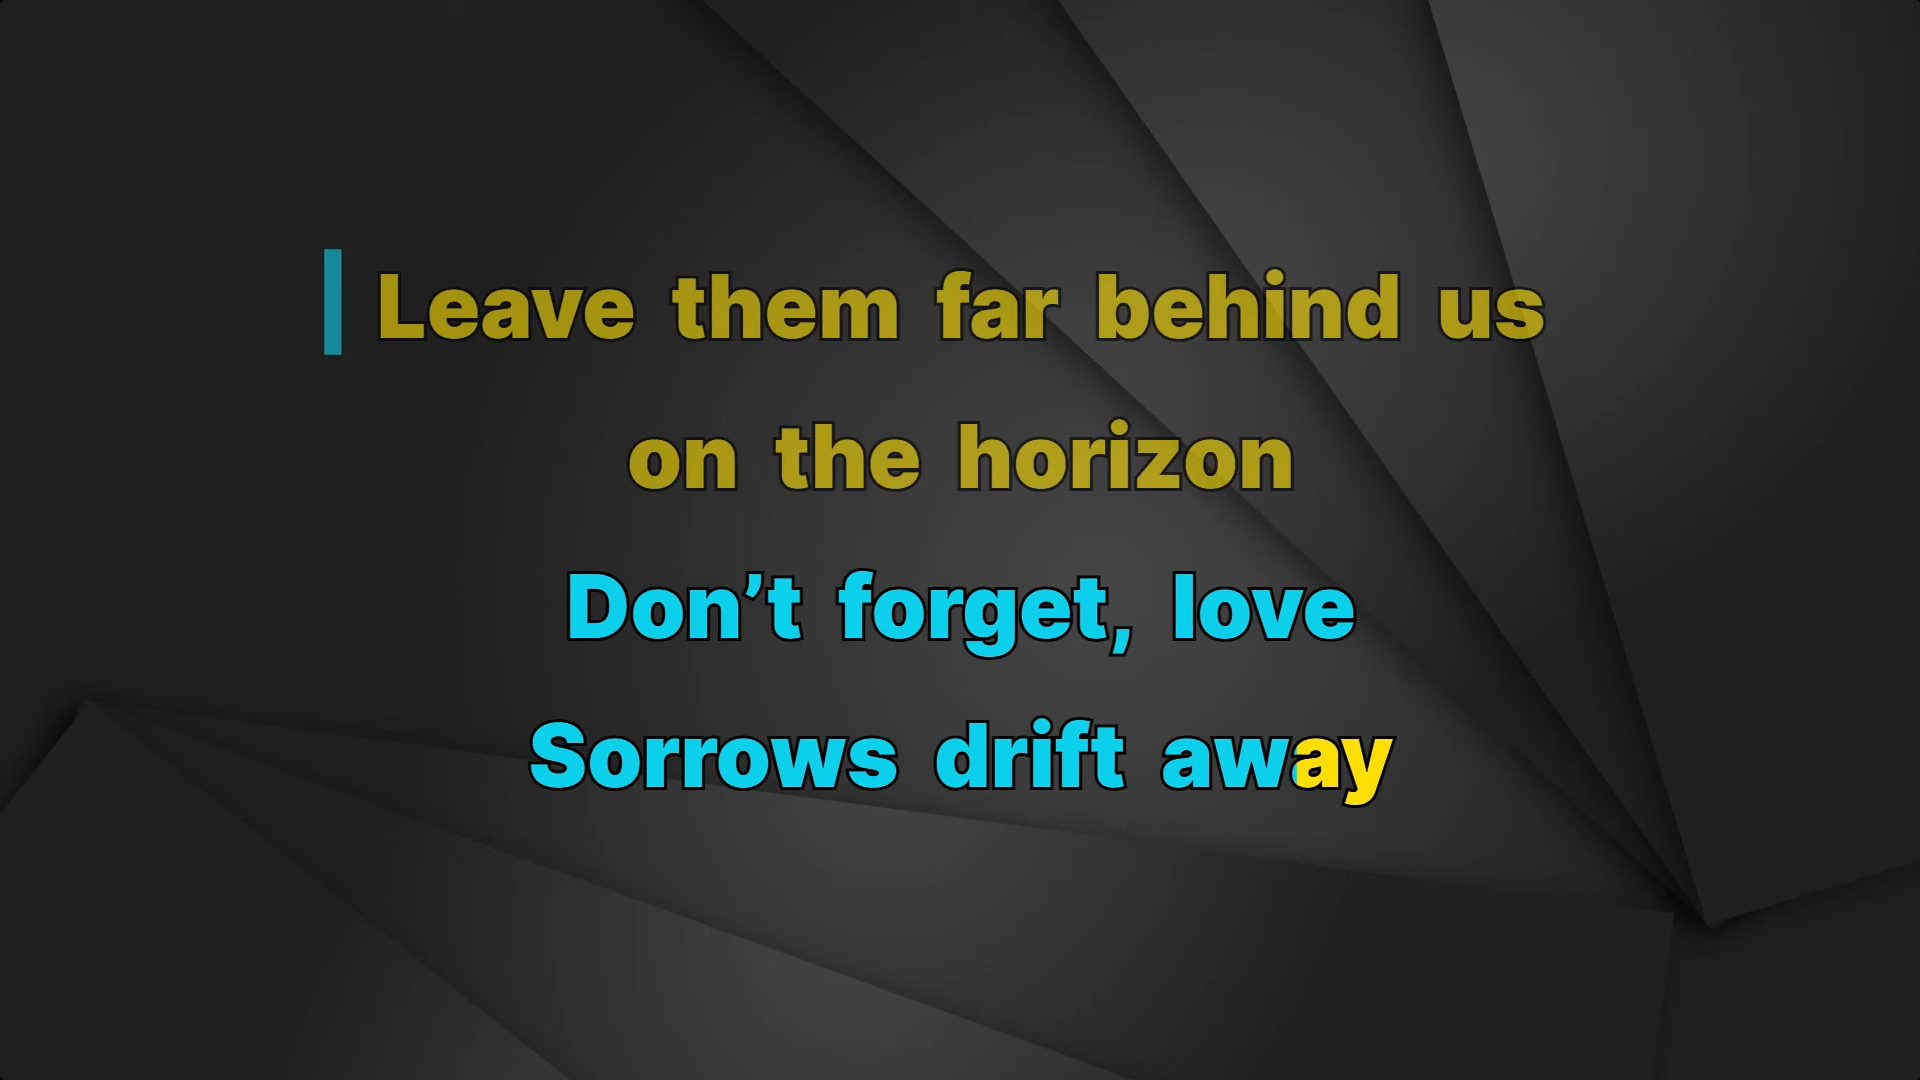 Leave them far behind us
on the horizon
Don’t forget, love
Sorrows drift away